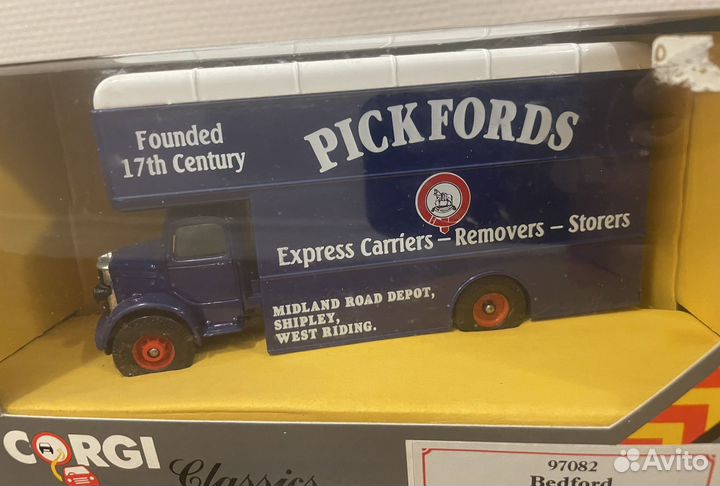 Founded
17th Century
PICKFORDS
Express Carriers – Removers – Storers
MIDLAND ROAD DEPOT,
SHIPLEY,
WEST RIDING.
CORGI
Classics
97082
Bedford
Avito